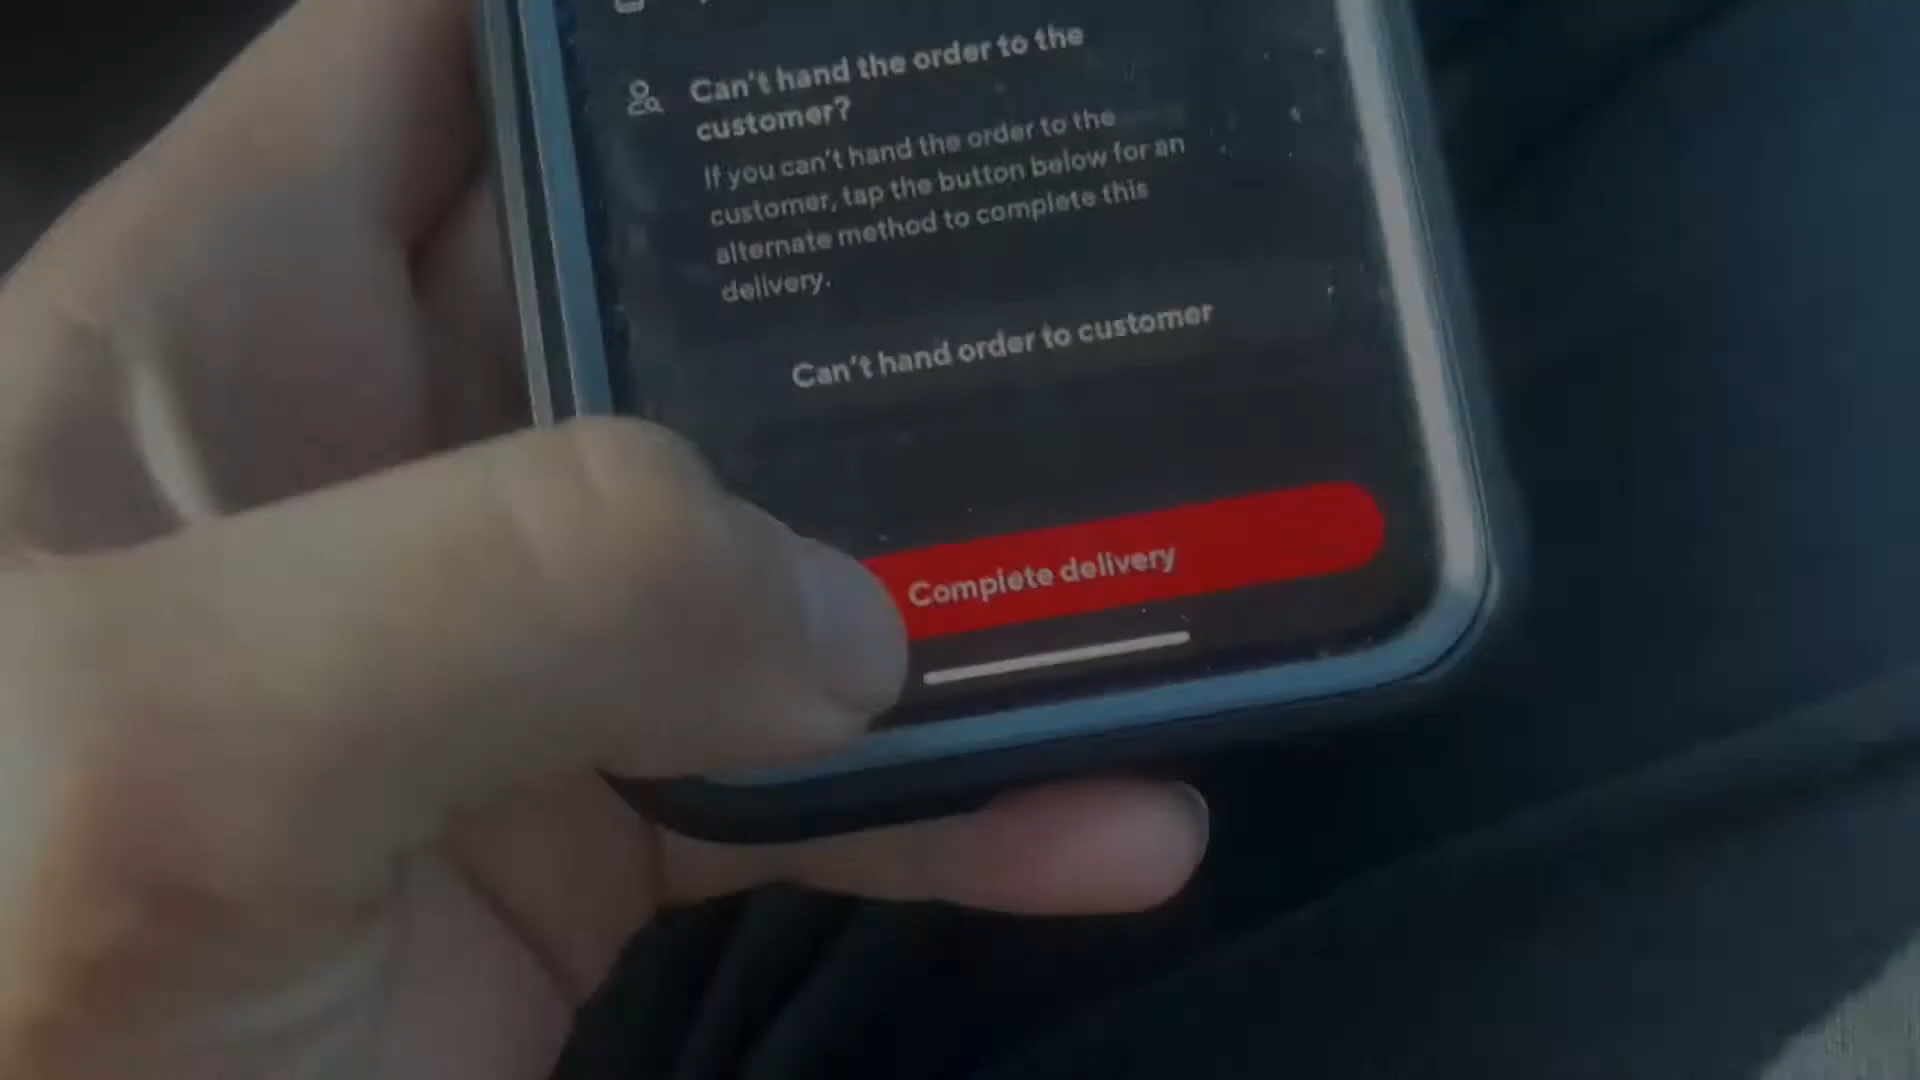 Can't hand the order to the
customer?
If you can't hand the order to the
customer, tap the button below for an
alternate method to complete this
delivery.
Can't hand order to customer
Complete delivery